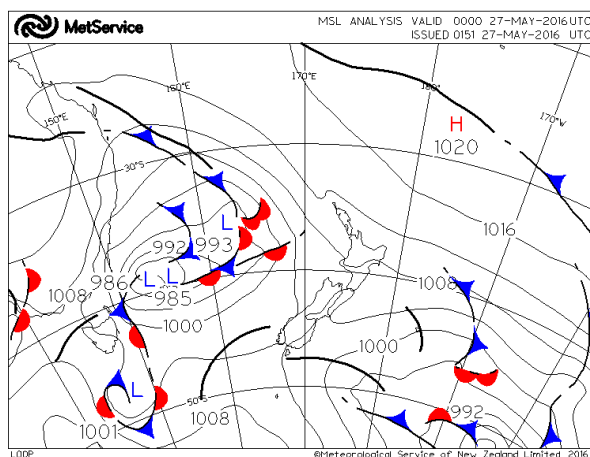 MetService
MSL ANALYSIS VALID 0000 27-MAY-2016UTC
ISSUED 0151 27-MAY-2016 UTC
170°E
180°
160°E
170°W
150°E
H
1020
30°S
L
1016
992 993
L L
986
985
1008
1008
1000
1000
L
50°S
1008
992
1001
LODP
©Meteorological Service of New Zealand Limited 2016